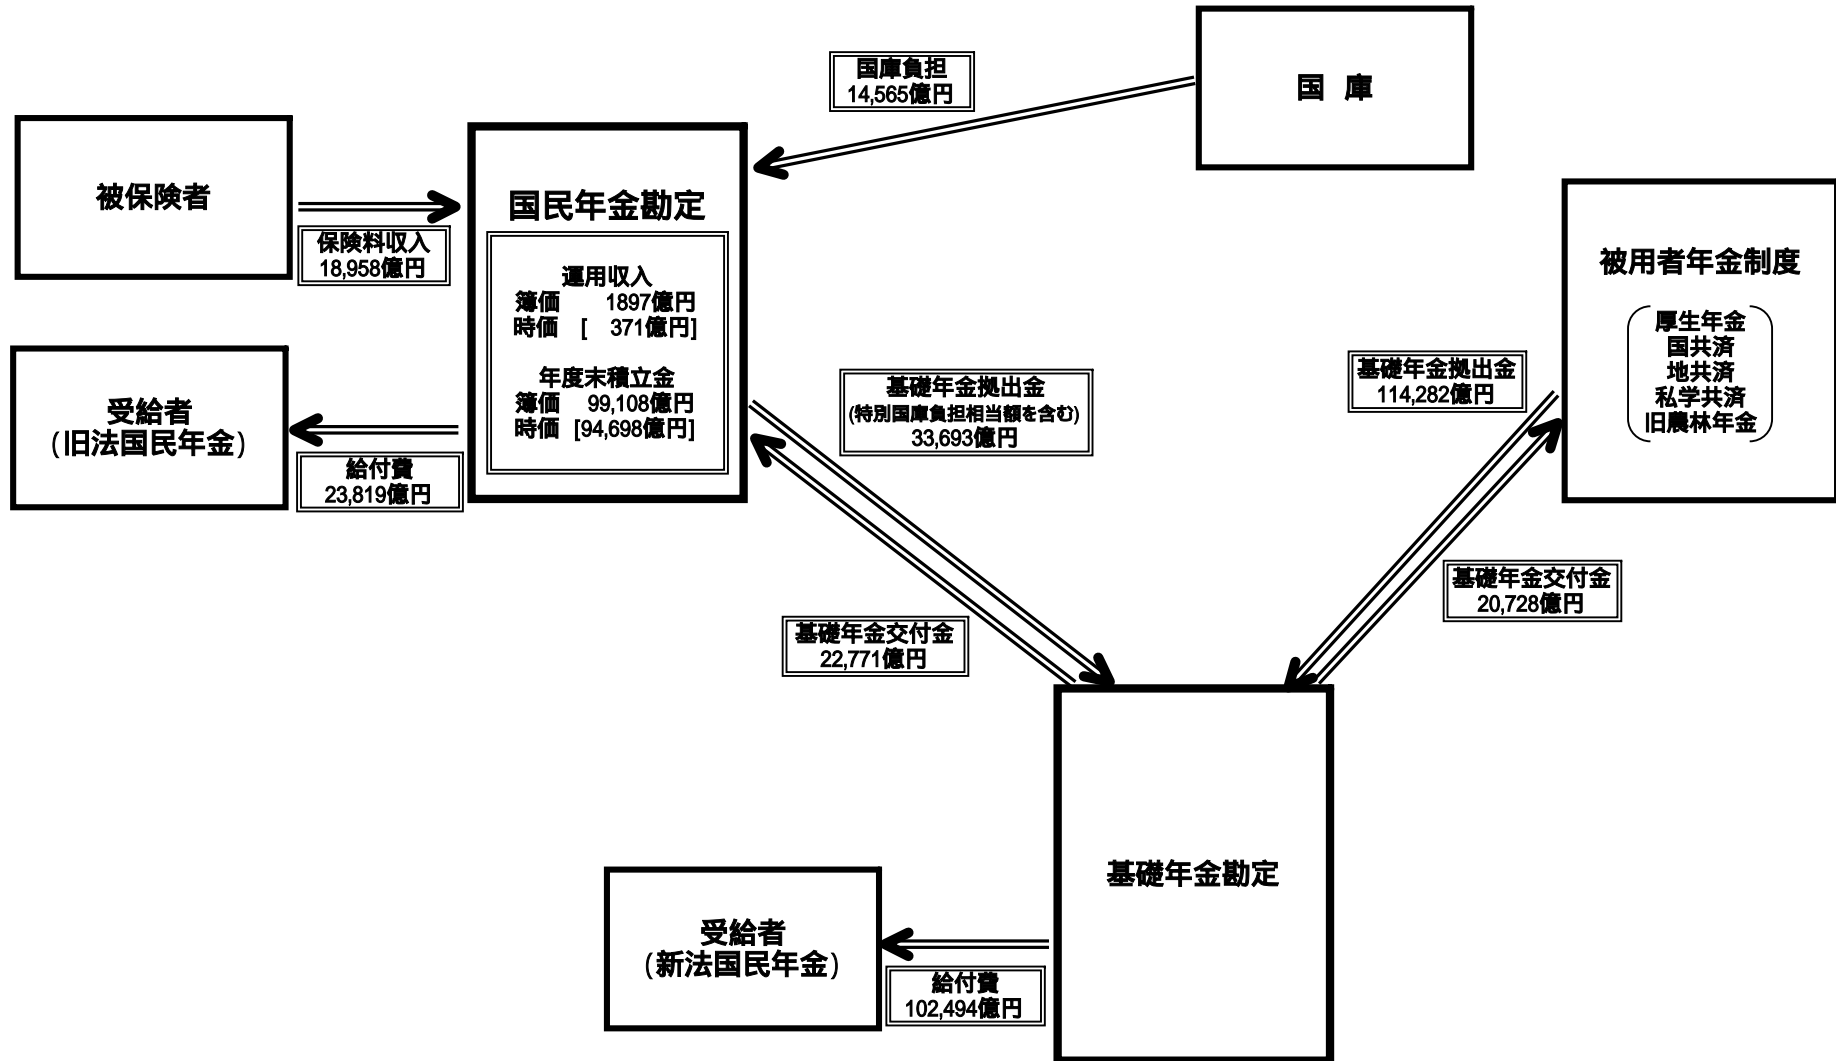 国庫負担
14,565億円
国 庫
被保険者
保険料収入
18,958億円
国民年金勘定
運用収入
簿価 1897億円
時価 [ 371億円]
年度末積立金
簿価 99,108億円
時価 [94,698億円]
被用者年金制度
厚生年金
国共済
地共済
私学共済
旧農林年金
受給者
(旧法国民年金)
給付費
23,819億円
基礎年金拠出金
(特別国庫負担相当額を含む)
33,693億円
基礎年金拠出金
114,282億円
基礎年金交付金
20,728億円
基礎年金交付金
22,771億円
基礎年金勘定
受給者
(新法国民年金)
給付費
102,494億円